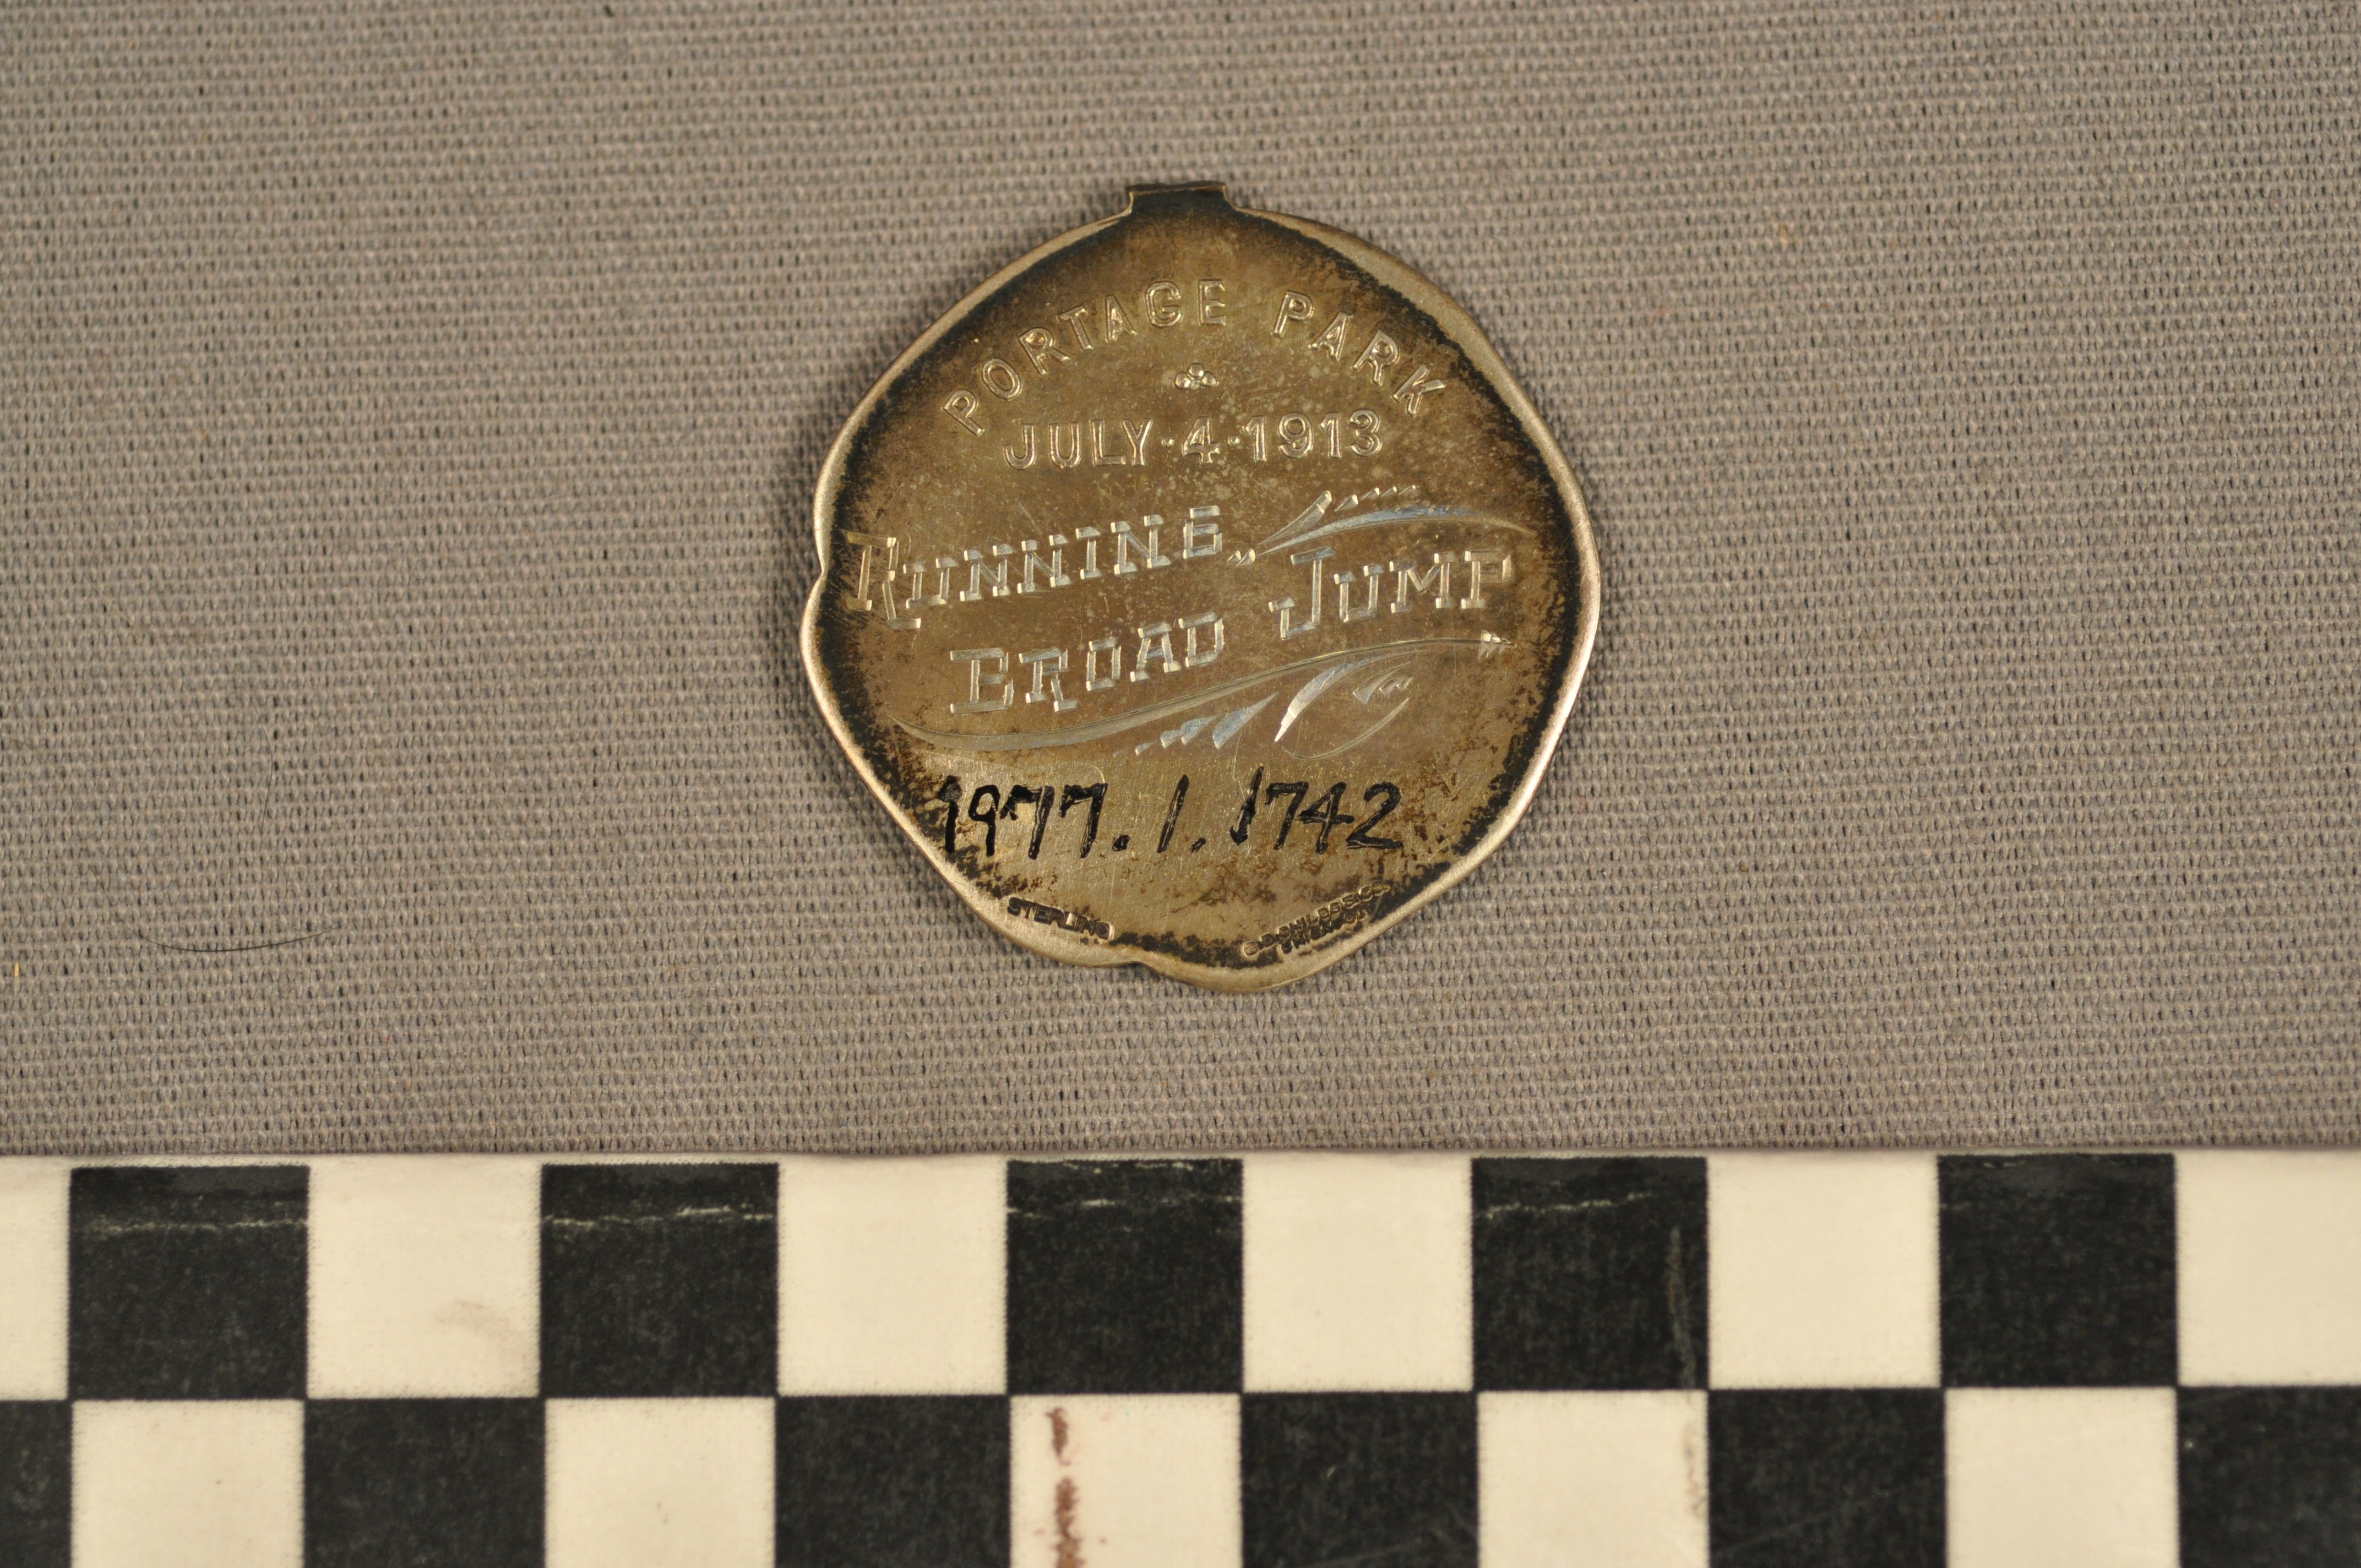 PORTAGE PARK
JULY·4·1913
RUNNING
BROAD JUMP
1977.1.1742
STERLING